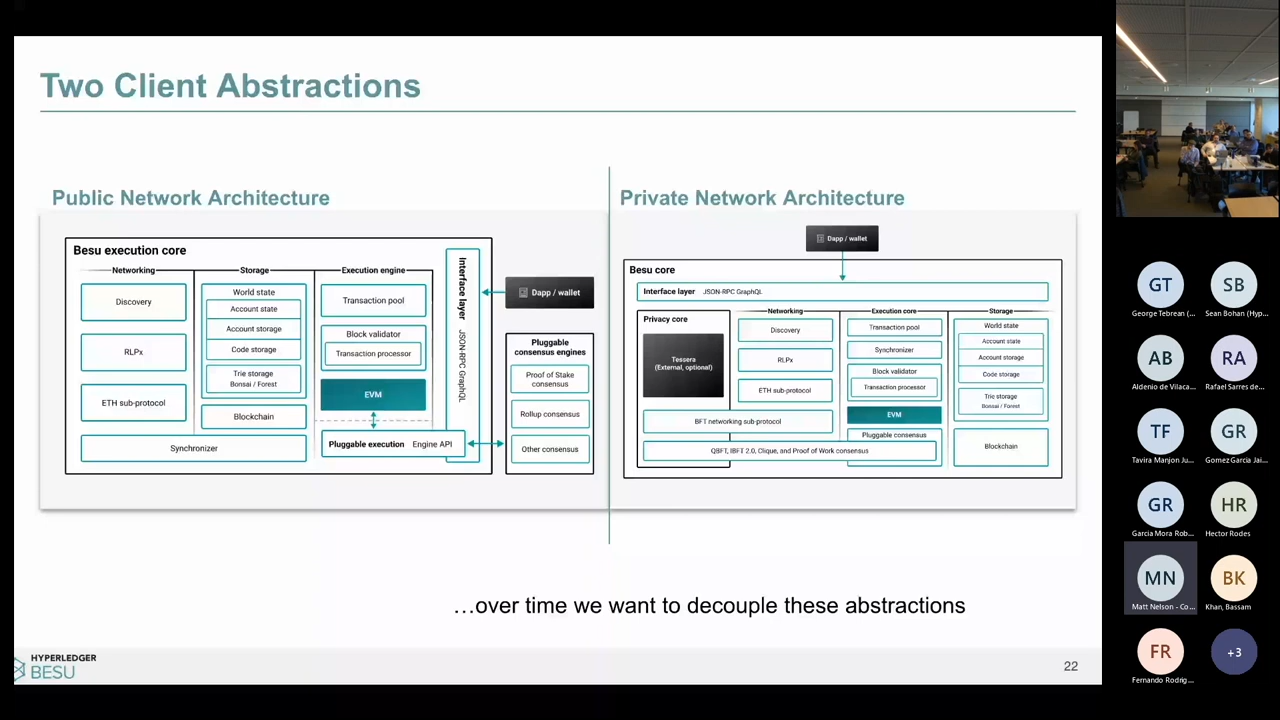 Two Client Abstractions
Public Network Architecture
Besu execution core
Networking
Discovery
RLPx
ETH sub-protocol
Synchronizer
Storage
World state
Account state
Account storage
Code storage
Trie storage
Bonsai / Forest
Blockchain
Execution engine
Transaction pool
Block validator
Transaction processor
EVM
Pluggable execution Engine API
Interface layer JSON-RPC GraphQL
Dapp / wallet
Pluggable
consensus engines
Proof of Stake
consensus
Rollup consensus
Other consensus
Private Network Architecture
Dapp / wallet
Besu core
Interface layer JSON-RPC GraphQL
Privacy core
Tessera
(External, optional)
Networking
Discovery
RLPx
ETH sub-protocol
BFT networking sub protocol
Execution core
Transaction pool
Synchronizer
Block validator
Transaction processor
EVM
Pluggable consensus
QBFT, IBFT 2.0, Clique, and Proof of Work consensus
Storage
World state
Account state
Account storage
Code storage
Trie storage
Bonsai / Forest
Blockchain
…over time we want to decouple these abstractions
HYPERLEDGER
BESU
22
GT
George Tebrean (...
SB
Sean Bohan (Hyp...
AB
Aldenio de Vilaca...
RA
Rafael Sarres de...
TF
Tavira Manjon Ju...
GR
Gomez Garcia Jai...
GR
Garcia Mora Rob...
HR
Hector Rodes
MN
Matt Nelson - Co...
BK
Khan, Bassam
FR
Fernando Rodrig...
+3